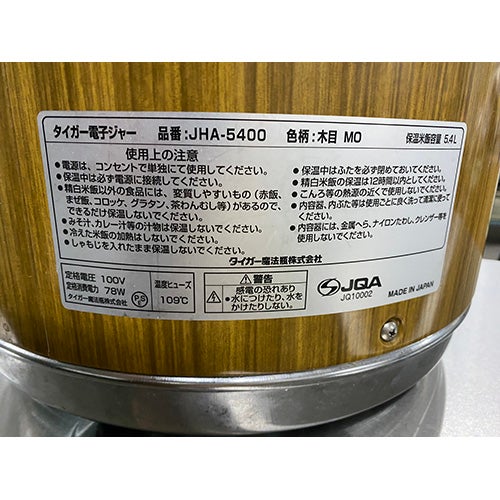 タイガー電子ジャー 品番:JHA-5400 色柄:木目 MO 保温米飯容量 5.4L
使用上の注意
●電源は、コンセントで単独にて使用してください。
●保温中は必ず電源に接続してください。
●精白米飯以外の食品には、変質しやすいもの(赤飯、
まぜ飯、コロッケ、グラタン、茶わんむし等)があるので、
できるだけ保温しないでください。
●みそ汁、カレー汁等の汁物は保温しないでください。
●冷えた米飯の加熱はしないでください。
●しゃもじを入れたまま保温しないでください。
●保温中はふたを必ず閉めておいてください。
●精白米飯の保温は12時間以内としてください。
●こんろ等の熱源の近くで使用しないでください。
●内容器、内ぶた等は使用ごとに良く洗って清潔に使って
ください。
●内容器には、金属へら、ナイロンたわし、クレンザー等を
使用しないでください。
タイガー魔法瓶株式会社
定格電圧 100V
定格消費電力 78W
タイガー魔法瓶株式会社
PS
E
温度ヒューズ
109℃
警告
感電の恐れあり
●水につけたり、水を
かけたりしない。
JQA
JQ10002
MADE IN JAPAN